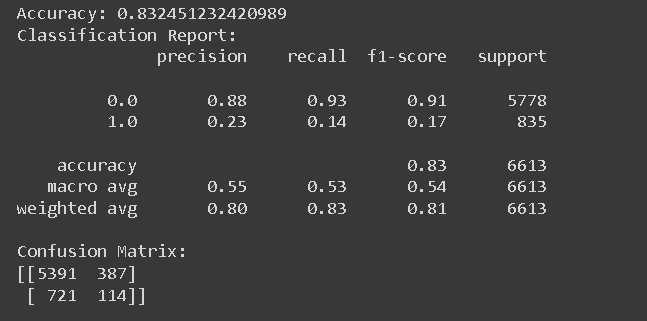 Accuracy: 0.832451232420989
Classification Report:
              precision    recall  f1-score   support

         0.0       0.88      0.93      0.91      5778
         1.0       0.23      0.14      0.17       835

    accuracy                           0.83      6613
   macro avg       0.55      0.53      0.54      6613
weighted avg       0.80      0.83      0.81      6613

Confusion Matrix:
[[5391  387]
 [ 721  114]]